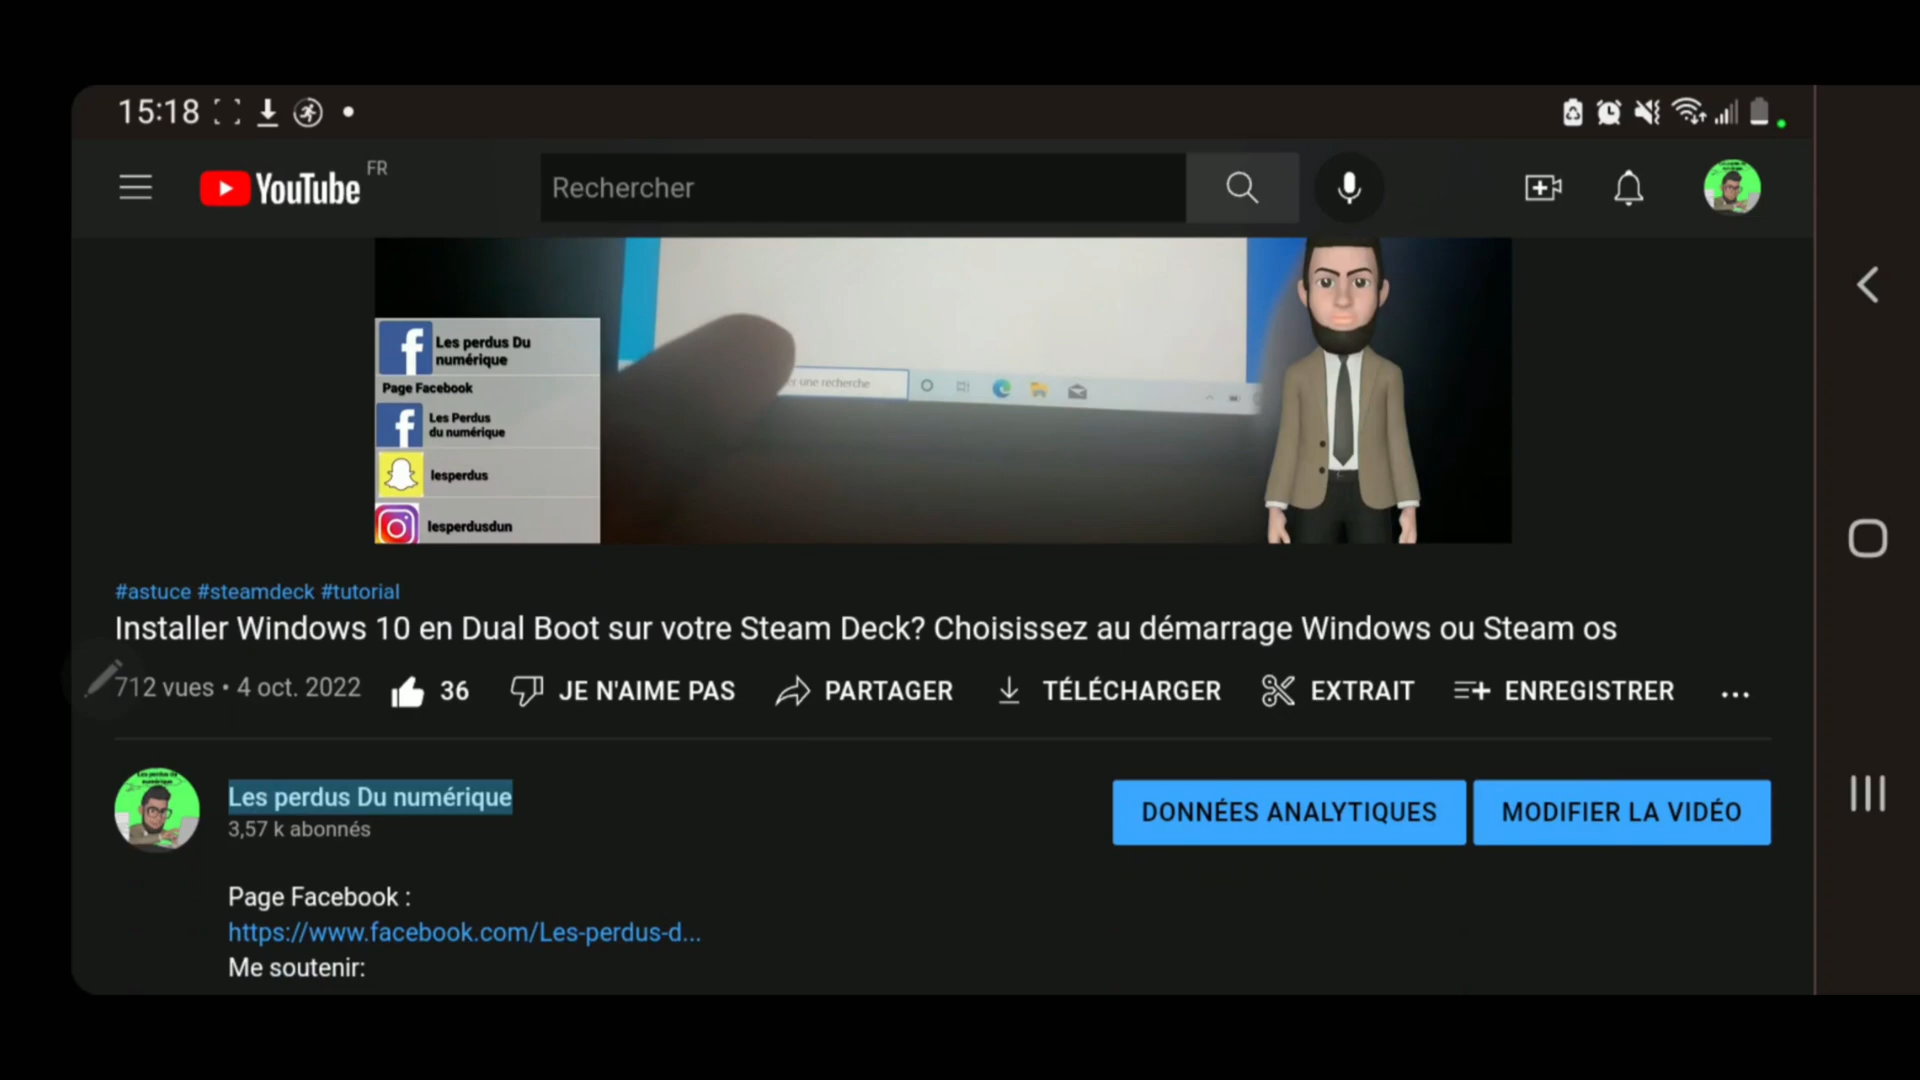 15:18
YouTube FR
Rechercher
Les perdus Du
numérique
Page Facebook
Les Perdus
du numérique
lesperdus
lesperdusdun
une recherche
#astuce #steamdeck #tutorial
Installer Windows 10 en Dual Boot sur votre Steam Deck? Choisissez au démarrage Windows ou Steam os
712 vues • 4 oct. 2022
36
JE N'AIME PAS
PARTAGER
TÉLÉCHARGER
EXTRAIT
ENREGISTRER
...
Les perdus Du numérique
3,57 k abonnés
DONNÉES ANALYTIQUES
MODIFIER LA VIDÉO
Page Facebook :
https://www.facebook.com/Les-perdus-d...
Me soutenir: